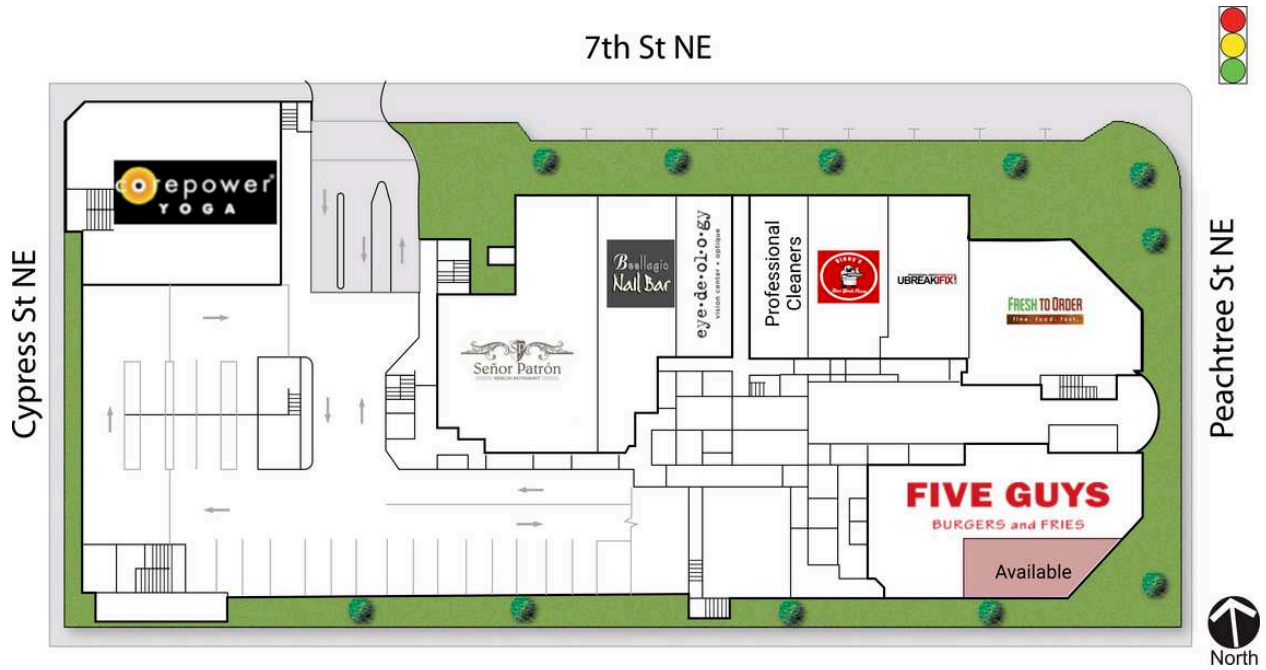 7th St NE
corepower
YOGA
Cypress St NE
Señor Patrón
MEXICAN RESTAURANT
Bellagio
Nail Bar
eye•de•ol•o•gy
vision center + optique
Professional
Cleaners
UBREAKIFIX
FRESH TO ORDER
fine. food. fast.
Peachtree St NE
FIVE GUYS
BURGERS and FRIES
Available
North